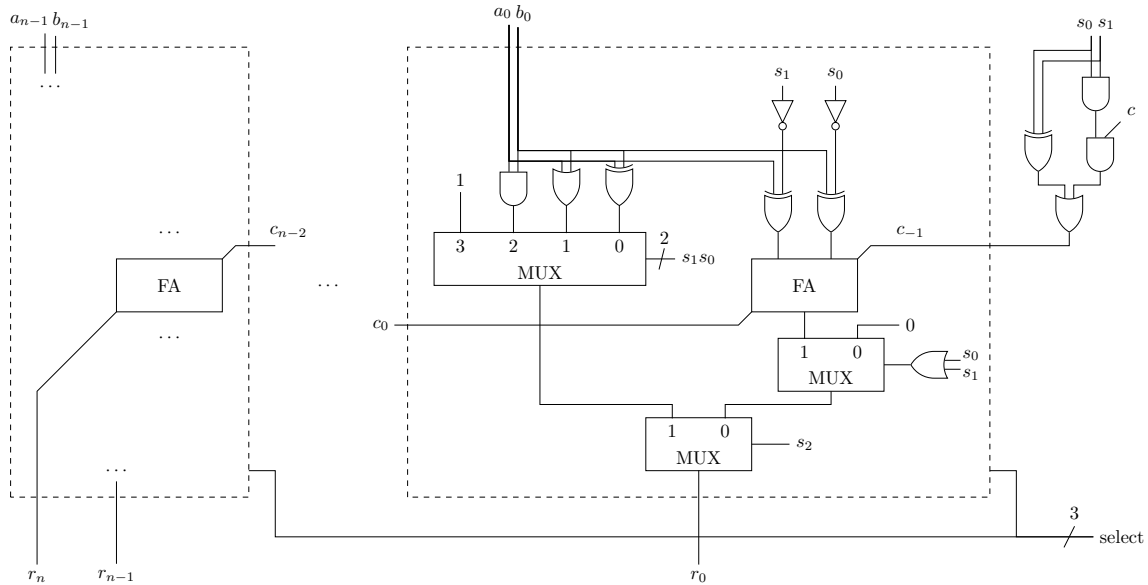 a_{n−1} b_{n−1}
a_0 b_0
s_0 s_1
...
s_1
s_0
c
1
...
c_{n−2}
3 2 1 0
MUX
2
s_1s_0
c_{−1}
FA
...
FA
...
c_0
0
1 0
MUX
s_0
s_1
1 0
MUX
s_2
...
3
select
r_n
r_{n−1}
r_0